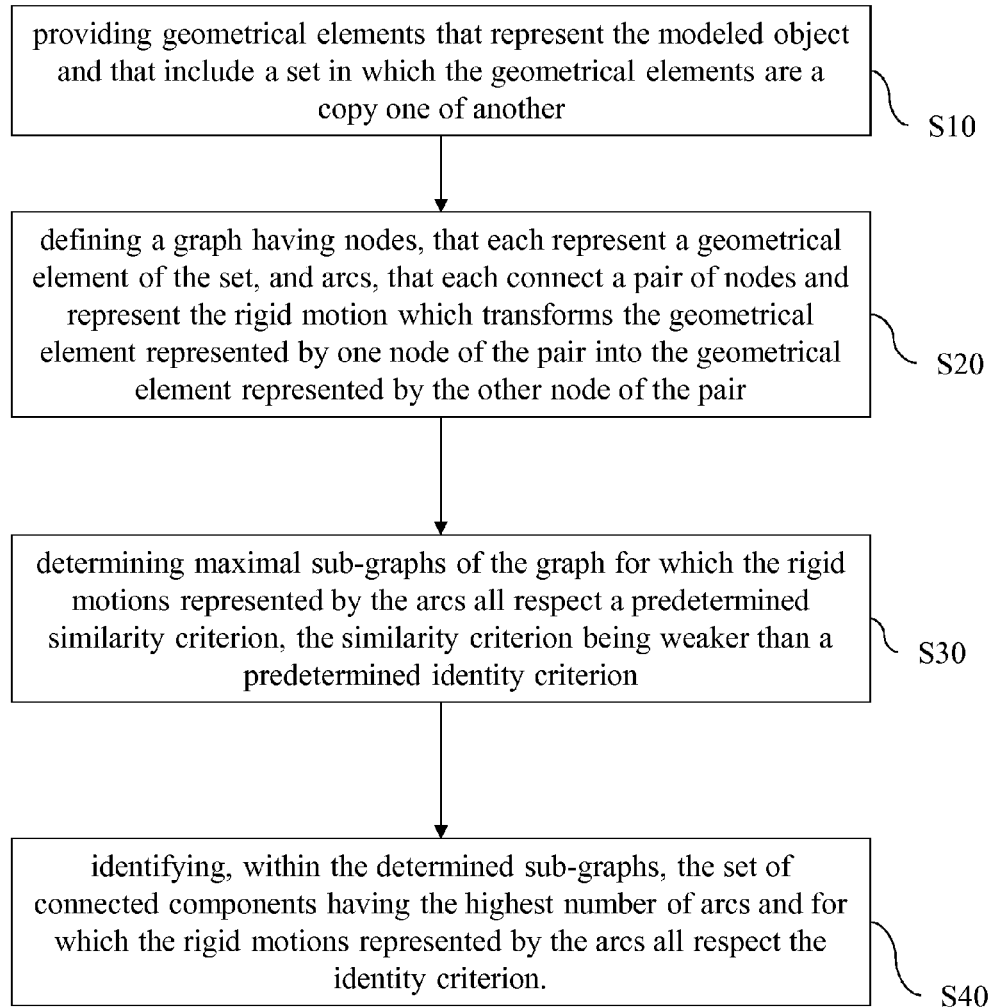 providing geometrical elements that represent the modeled object
and that include a set in which the geometrical elements are a
copy one of another
S10
defining a graph having nodes, that each represent a geometrical
element of the set, and arcs, that each connect a pair of nodes and
represent the rigid motion which transforms the geometrical
element represented by one node of the pair into the geometrical
element represented by the other node of the pair
S20
determining maximal sub-graphs of the graph for which the rigid
motions represented by the arcs all respect a predetermined
similarity criterion, the similarity criterion being weaker than a
predetermined identity criterion
S30
identifying, within the determined sub-graphs, the set of
connected components having the highest number of arcs and for
which the rigid motions represented by the arcs all respect the
identity criterion.
S40